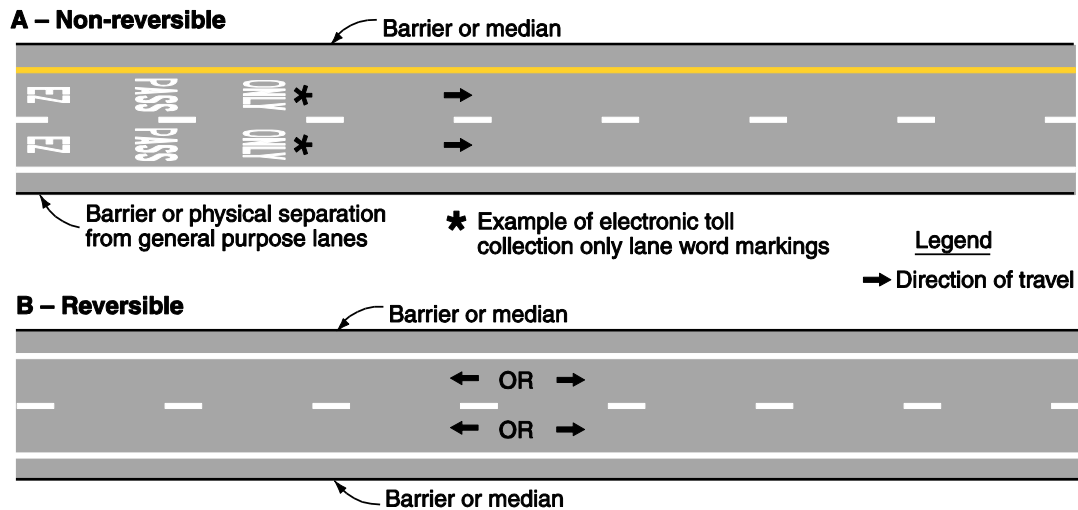 A – Non-reversible
Barrier or median
EZ PASS ONLY *
EZ PASS ONLY *
Barrier or physical separation
from general purpose lanes
* Example of electronic toll
collection only lane word markings
Legend
Direction of travel
B – Reversible
Barrier or median
OR
OR
Barrier or median